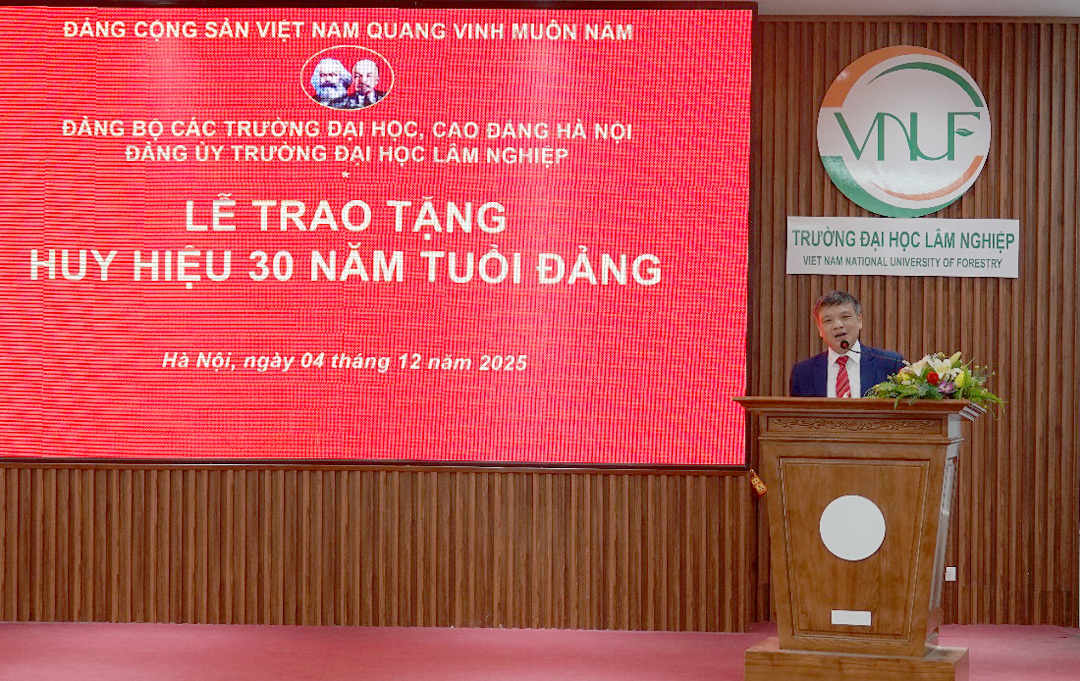 ĐẢNG CỘNG SẢN VIỆT NAM QUANG VINH MUÔN NĂM
ĐẢNG BỘ CÁC TRƯỜNG ĐẠI HỌC, CAO ĐẲNG HÀ NỘI
ĐẢNG ỦY TRƯỜNG ĐẠI HỌC LÂM NGHIỆP
*
LỄ TRAO TẶNG
HUY HIỆU 30 NĂM TUỔI ĐẢNG
Hà Nội, ngày 04 tháng 12 năm 2025
VNUF
TRƯỜNG ĐẠI HỌC LÂM NGHIỆP
VIET NAM NATIONAL UNIVERSITY OF FORESTRY